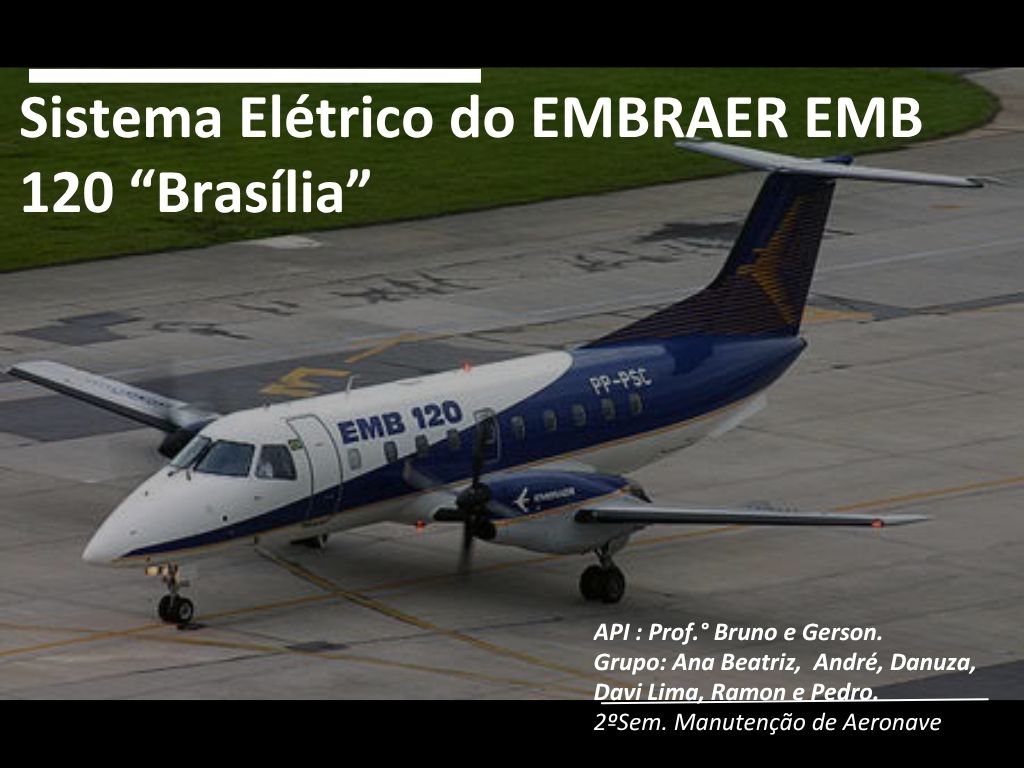 Sistema Elétrico do EMBRAER EMB
120 “Brasília”
PP-PSC
EMB 120
EMBRAER
API : Prof.° Bruno e Gerson.
Grupo: Ana Beatriz,  André, Danuza,
Davi Lima, Ramon e Pedro.
2ºSem. Manutenção de Aeronave